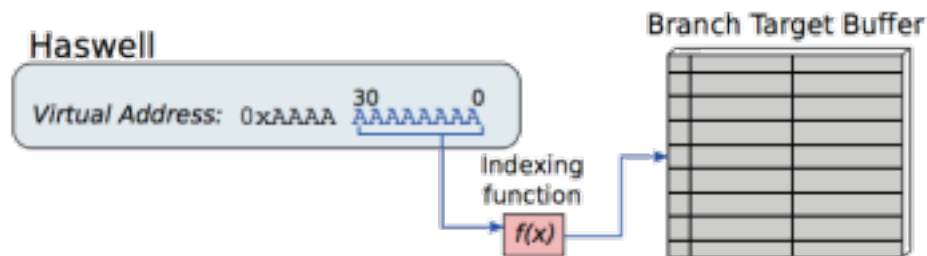 Branch Target Buffer
Haswell
30 0
Virtual Address: 0xAAAA AAAAAAAA
Indexing
function
f(x)